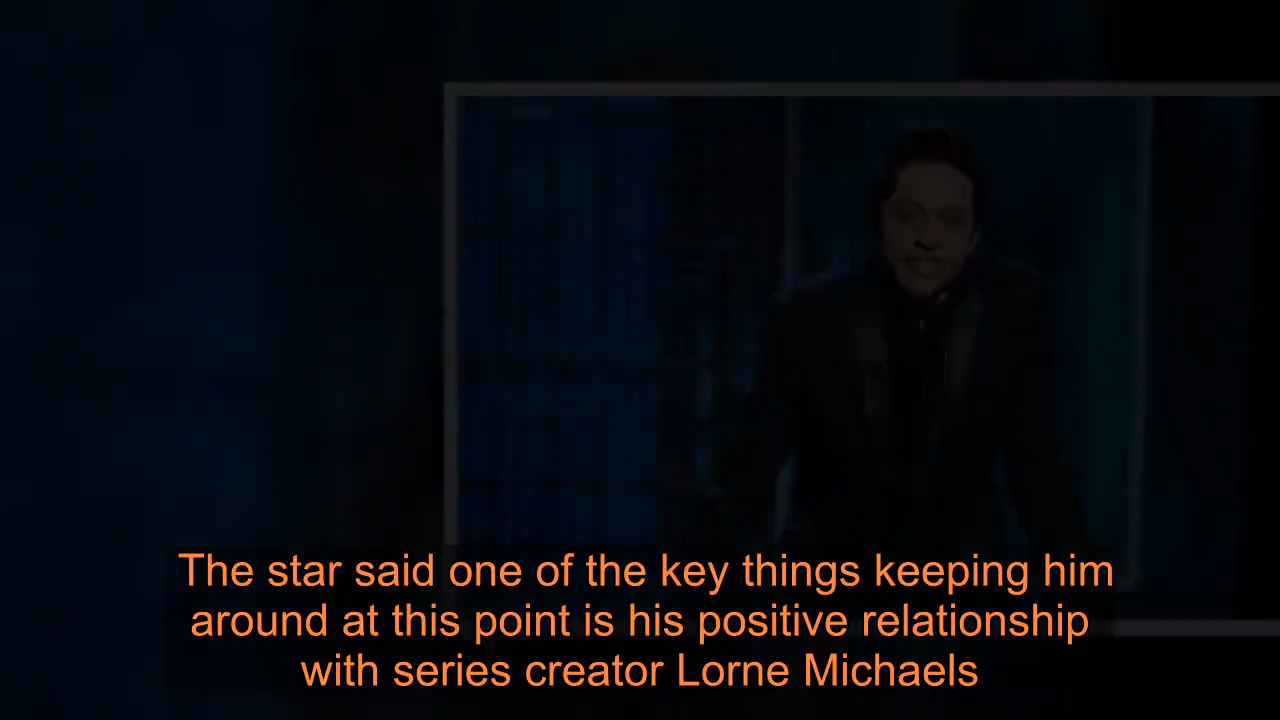 The star said one of the key things keeping him
around at this point is his positive relationship
with series creator Lorne Michaels